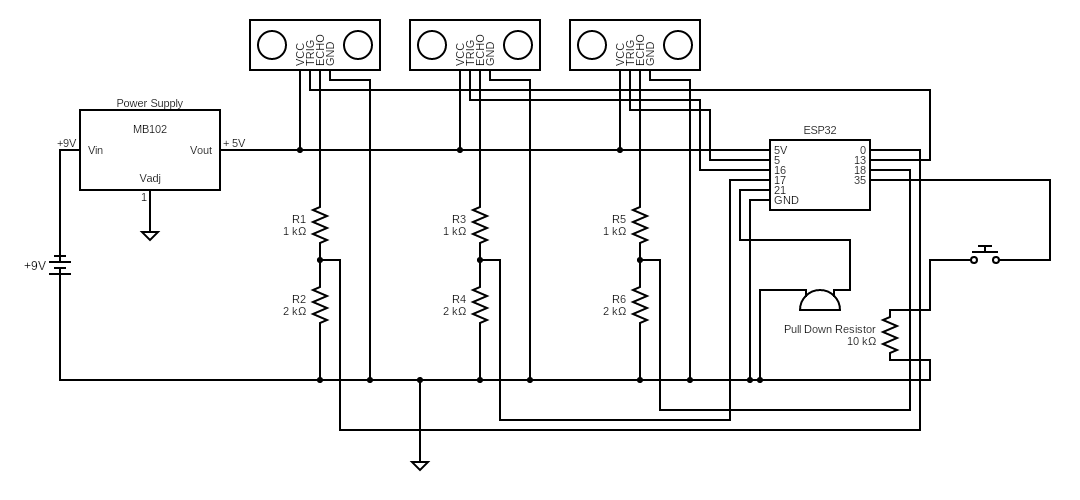 VCC
TRIG
ECHO
GND
VCC
TRIG
ECHO
GND
VCC
TRIG
ECHO
GND
Power Supply
MB102
+9V
Vin
Vout
+ 5V
Vadj
1
ESP32
5V
0
5
13
16
18
17
35
21
GND
R1
1 kΩ
R3
1 kΩ
R5
1 kΩ
+9V
R2
2 kΩ
R4
2 kΩ
R6
2 kΩ
Pull Down Resistor
10 kΩ